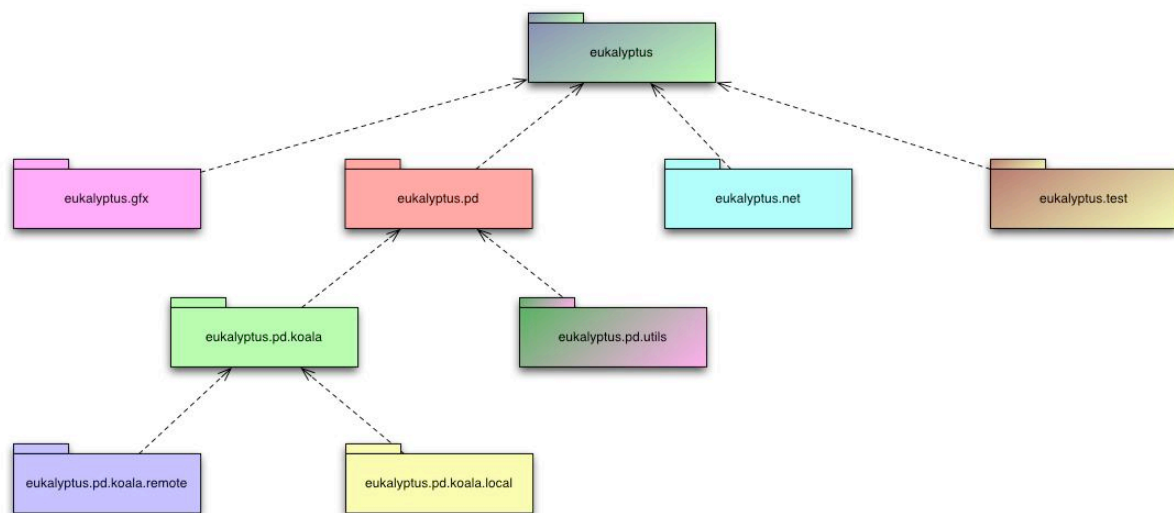 eukalyptus
eukalyptus.gfx
eukalyptus.pd
eukalyptus.net
eukalyptus.test
eukalyptus.pd.koala
eukalyptus.pd.utils
eukalyptus.pd.koala.remote
eukalyptus.pd.koala.local